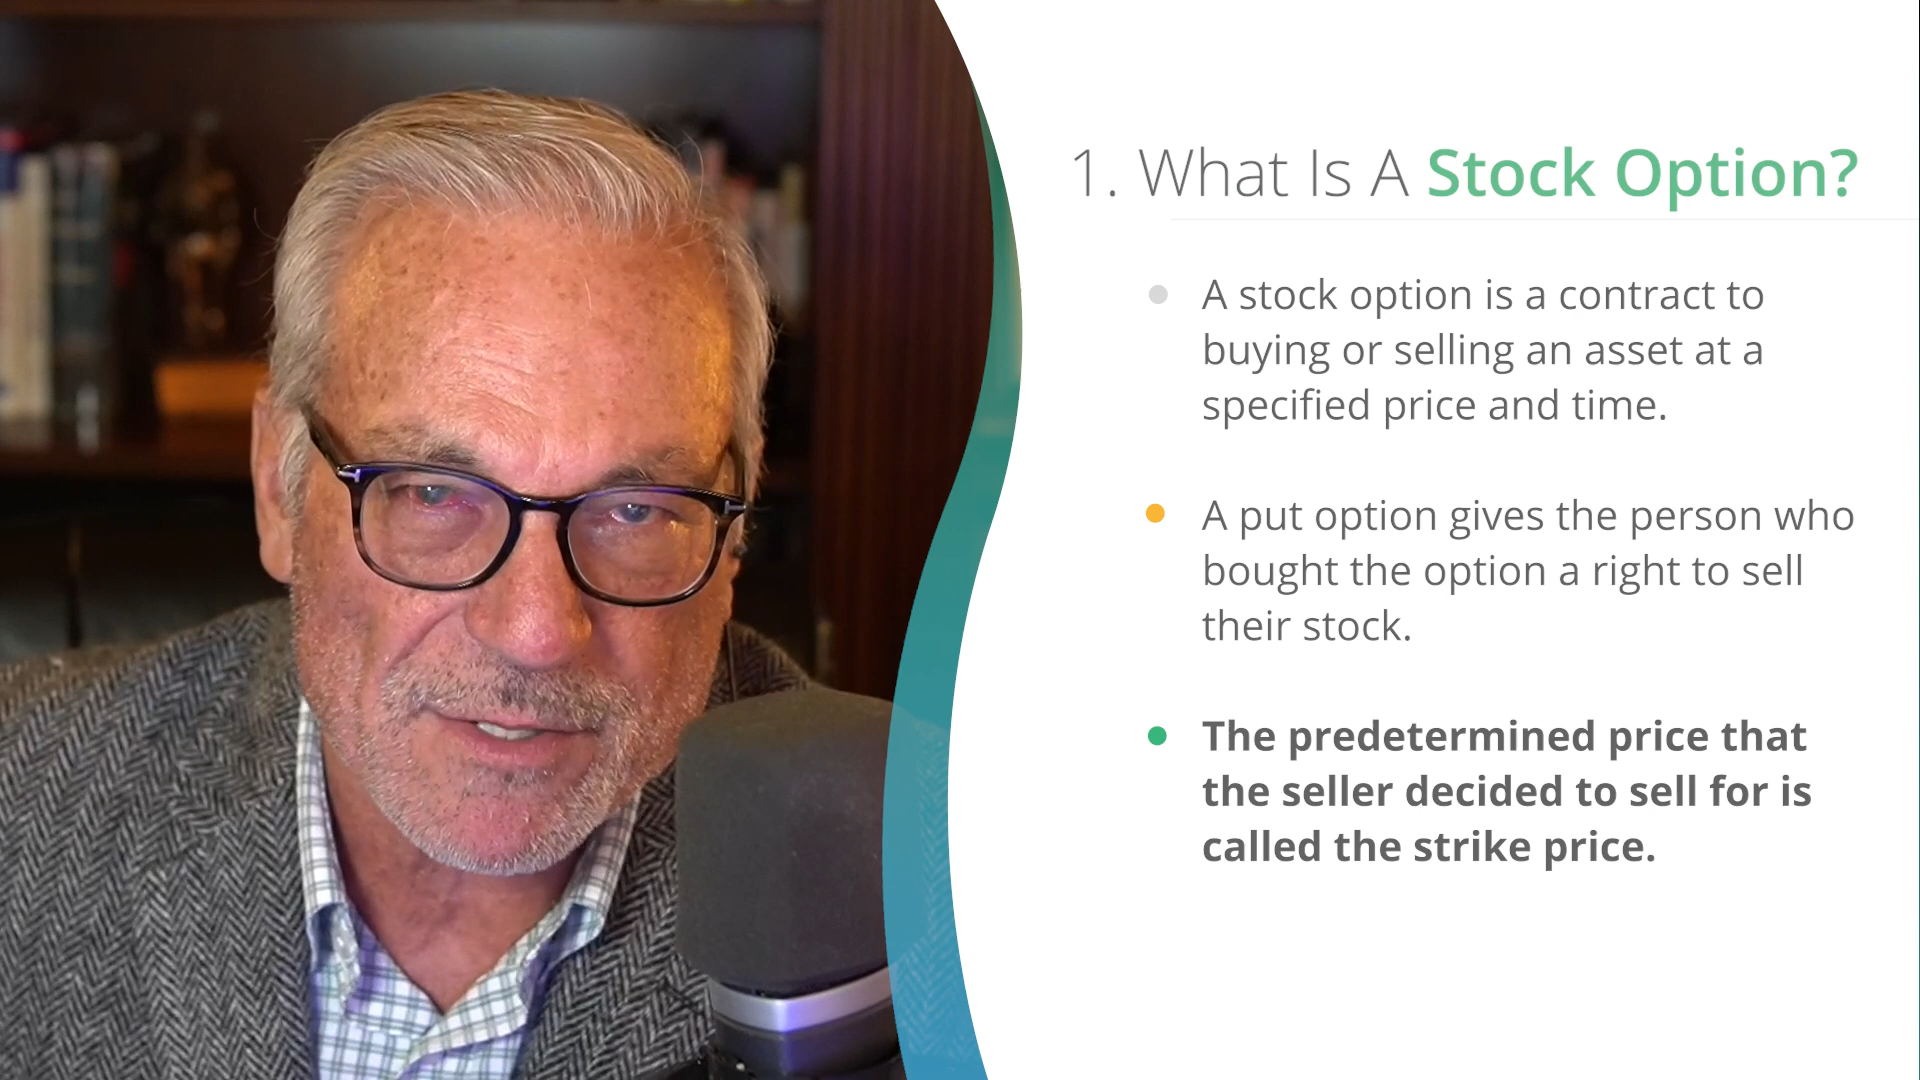 1. What Is A Stock Option?
A stock option is a contract to
buying or selling an asset at a
specified price and time.
A put option gives the person who
bought the option a right to sell
their stock.
The predetermined price that
the seller decided to sell for is
called the strike price.